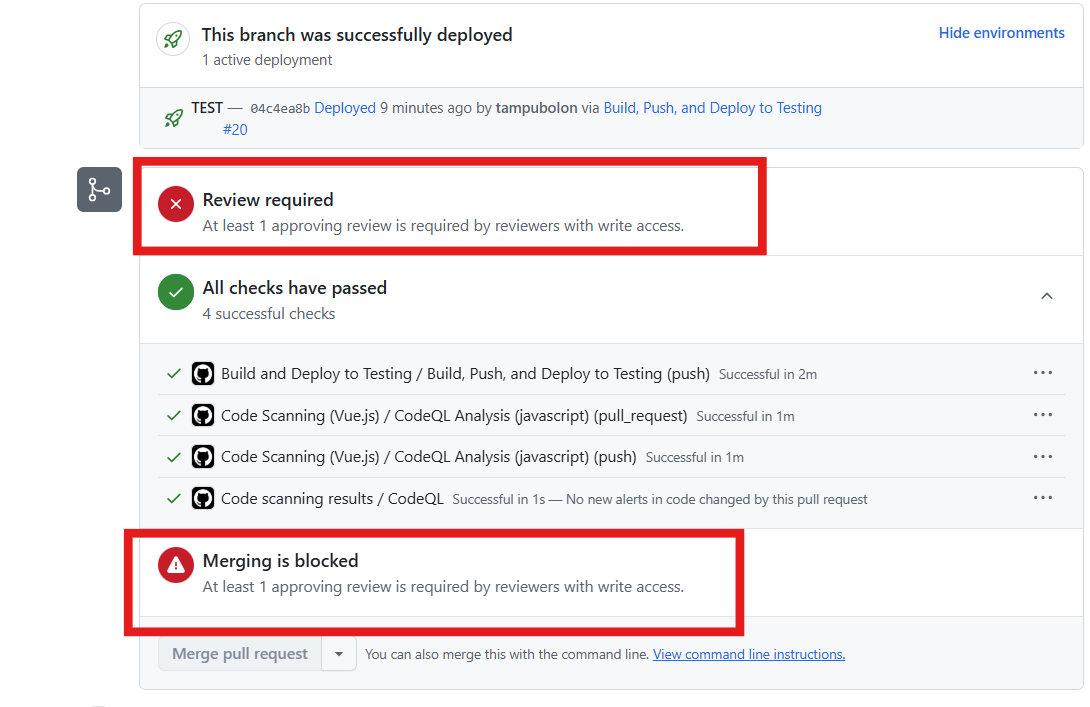 This branch was successfully deployed
Hide environments
1 active deployment
TEST — 04c4ea8b Deployed 9 minutes ago by tampubolon via Build, Push, and Deploy to Testing
#20
Review required
At least 1 approving review is required by reviewers with write access.
All checks have passed
4 successful checks
Build and Deploy to Testing / Build, Push, and Deploy to Testing (push) Successful in 2m
Code Scanning (Vue.js) / CodeQL Analysis (javascript) (pull_request) Successful in 1m
Code Scanning (Vue.js) / CodeQL Analysis (javascript) (push) Successful in 1m
Code scanning results / CodeQL Successful in 1s — No new alerts in code changed by this pull request
Merging is blocked
At least 1 approving review is required by reviewers with write access.
Merge pull request
You can also merge this with the command line. View command line instructions.